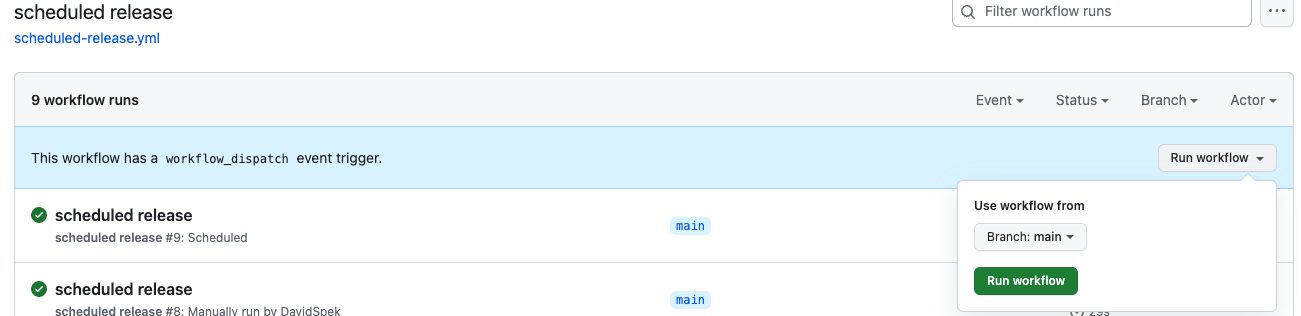 scheduled release
Filter workflow runs
scheduled-release.yml
9 workflow runs
Event
Status
Branch
Actor
This workflow has a workflow_dispatch event trigger.
Run workflow
Use workflow from
Branch: main
Run workflow
scheduled release
main
scheduled release #9: Scheduled
scheduled release
main
scheduled release #8: Manually run by DavidSpek
29s